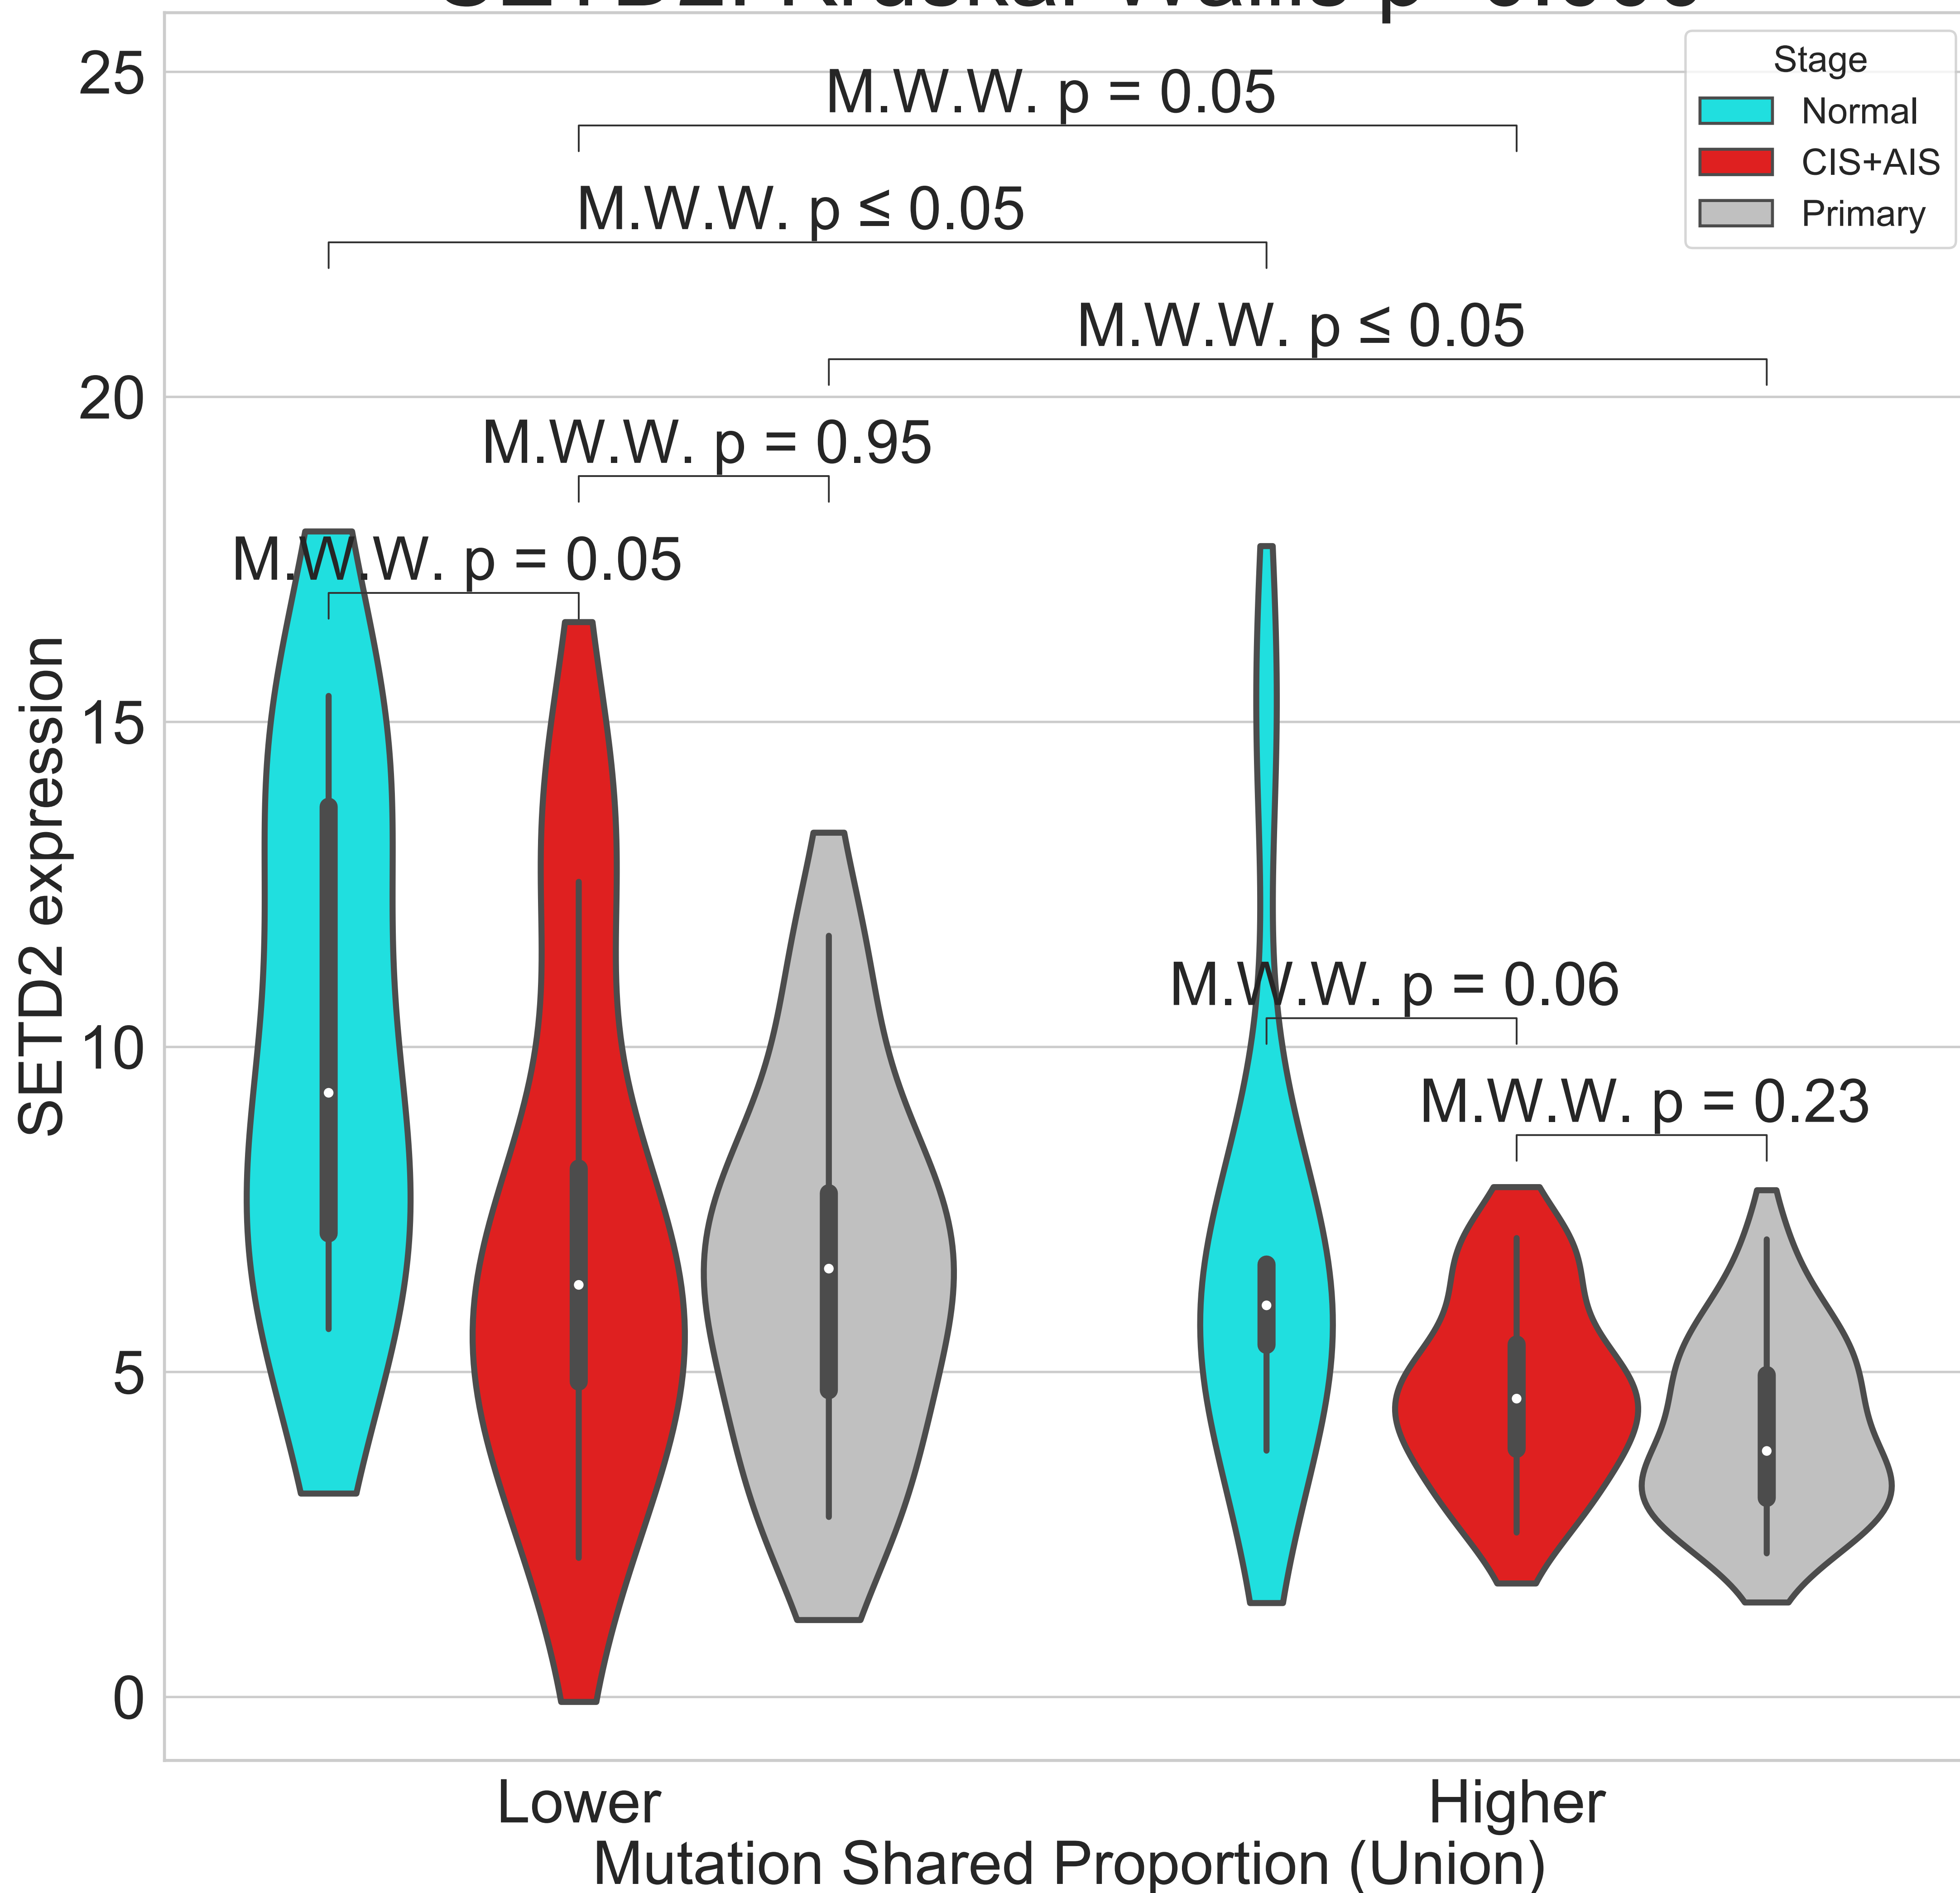 25
Stage
M.W.W. p = 0.05
Normal
CIS+AIS
M.W.W. p ≤ 0.05
Primary
M.W.W. p ≤ 0.05
20
M.W.W. p = 0.95
M.W.W. p = 0.05
15
SETD2 expression
M.W.W. p = 0.06
10
M.W.W. p = 0.23
5
0
Lower
Higher
Mutation Shared Proportion (Union)